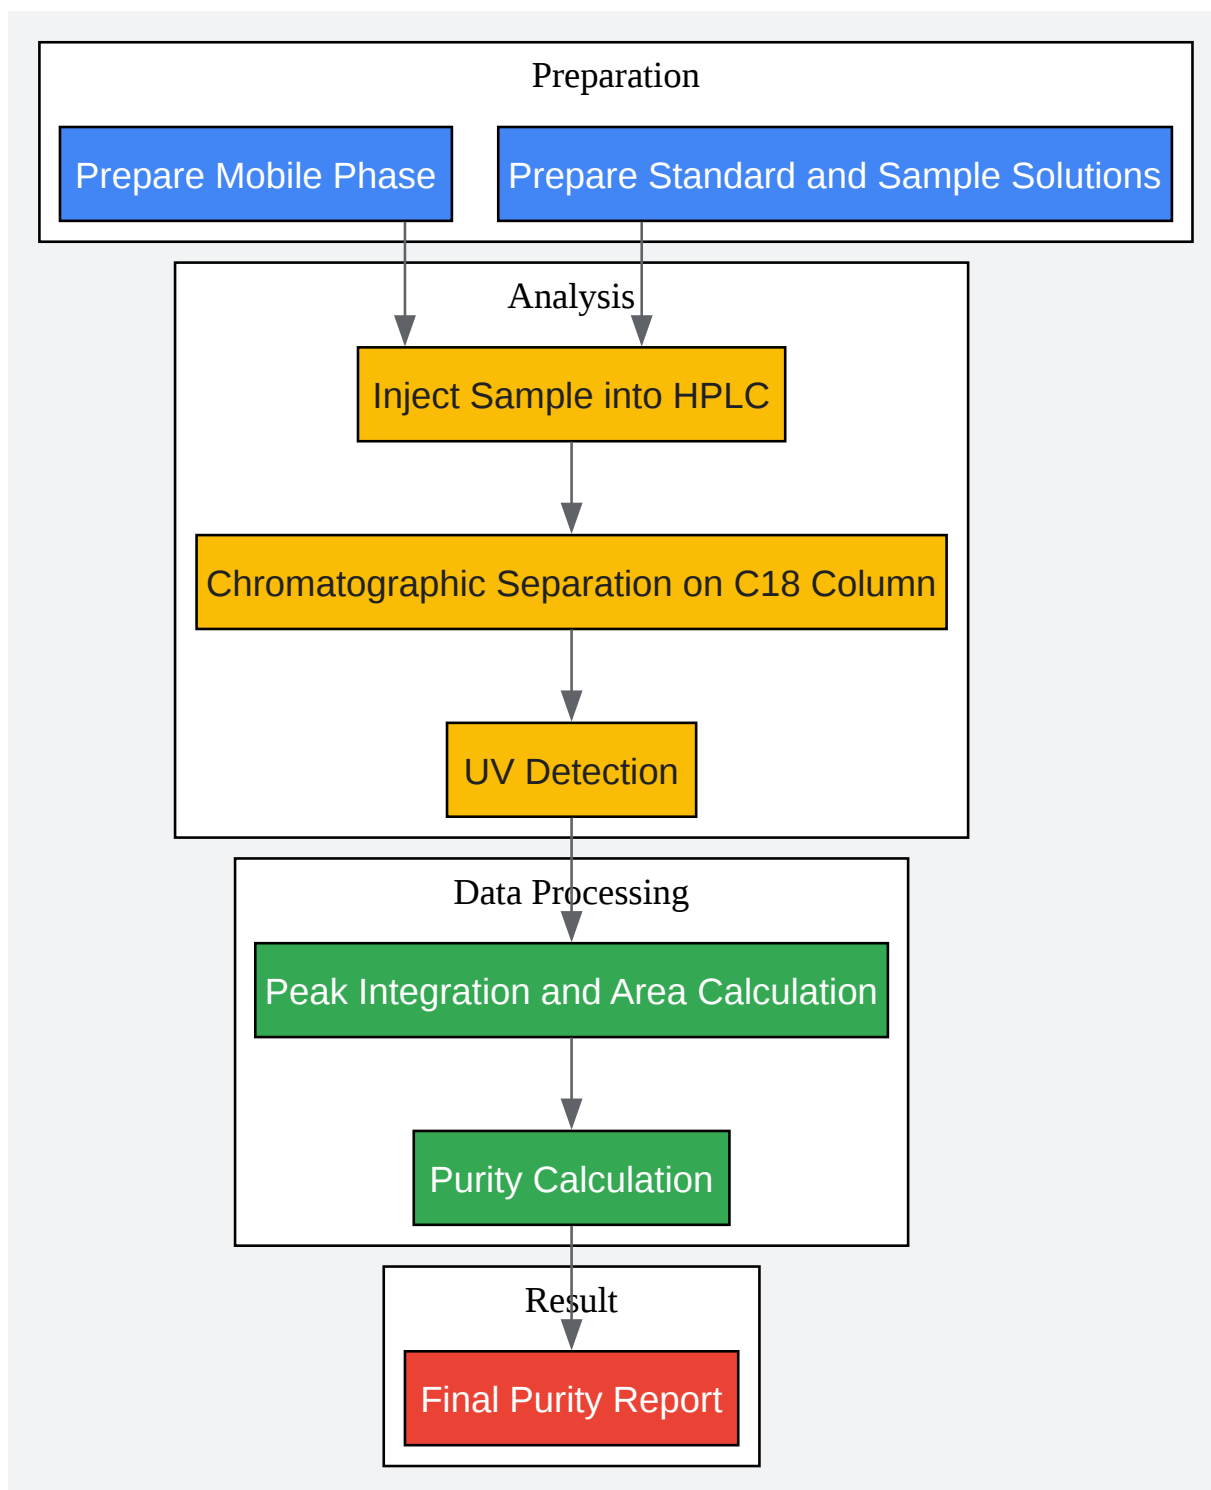 Preparation
Prepare Mobile Phase
Prepare Standard and Sample Solutions
Analysis
Inject Sample into HPLC
Chromatographic Separation on C18 Column
UV Detection
Data Processing
Peak Integration and Area Calculation
Purity Calculation
Result
Final Purity Report